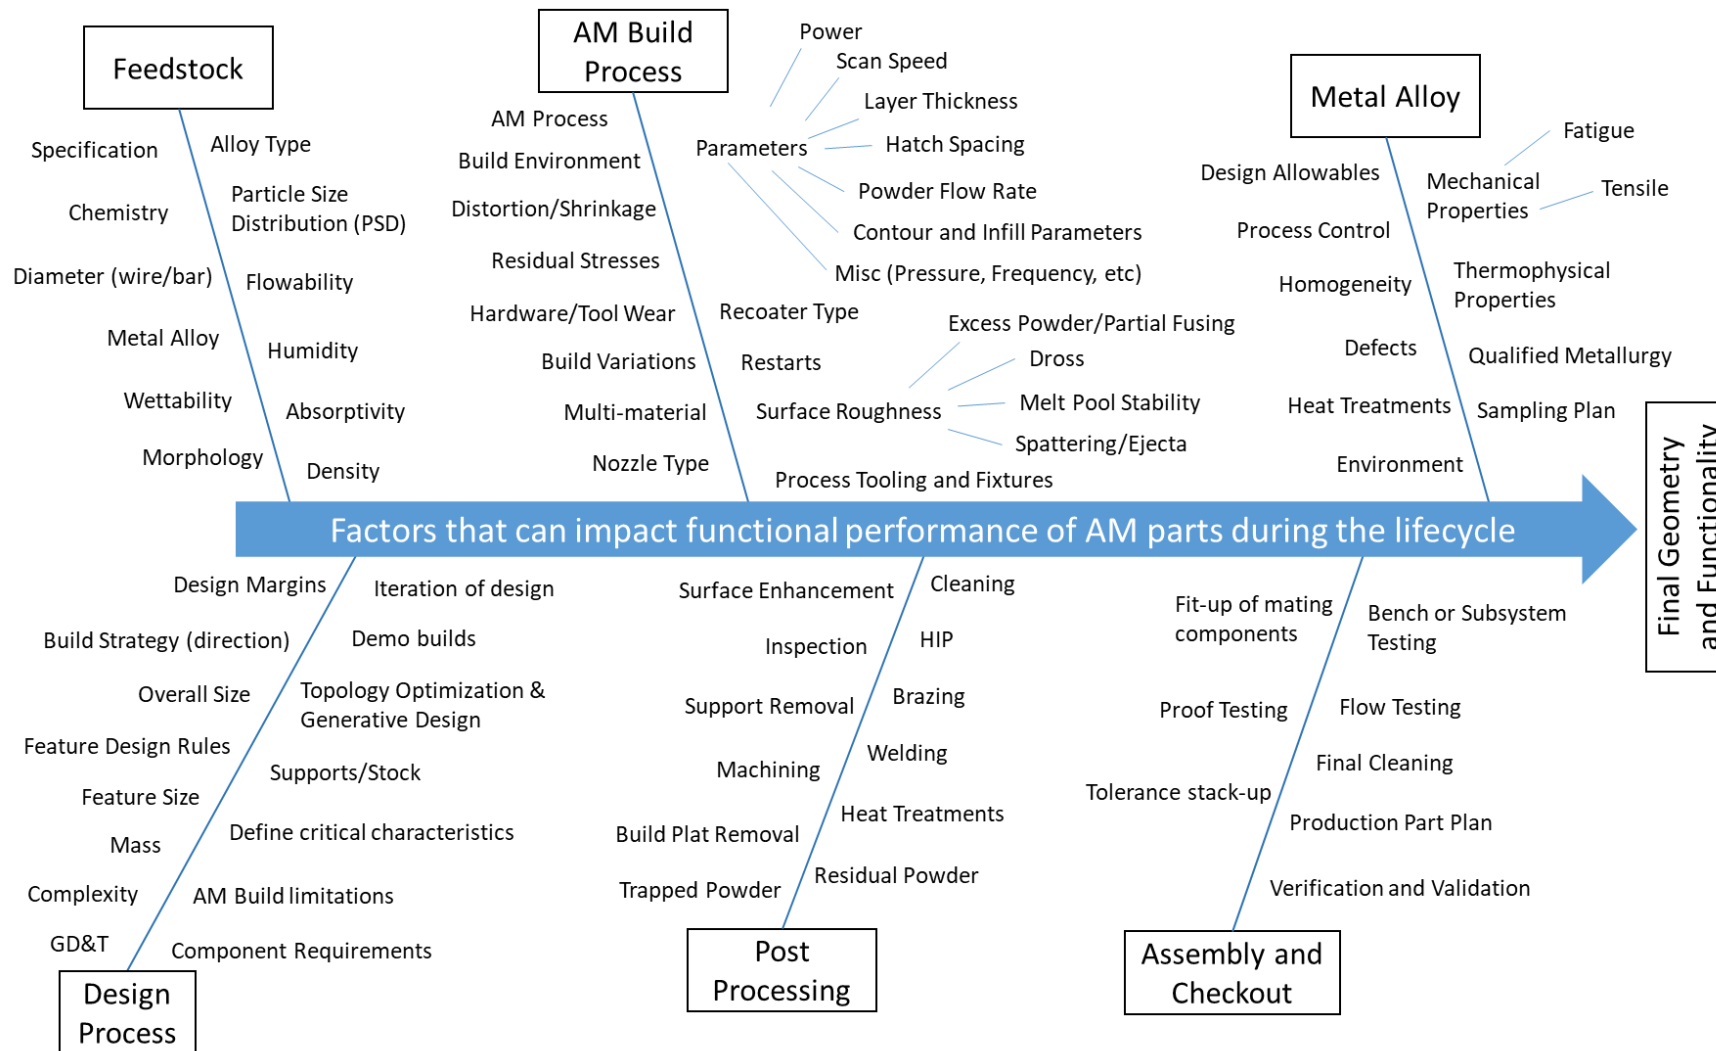 Feedstock
Specification
Chemistry
Diameter (wire/bar)
Metal Alloy
Wettability
Morphology
Alloy Type
Particle Size
Distribution (PSD)
Flowability
Humidity
Absorptivity
Density
AM Build
Process
AM Process
Build Environment
Distortion/Shrinkage
Residual Stresses
Hardware/Tool Wear
Build Variations
Multi-material
Nozzle Type
Parameters
Power
Scan Speed
Layer Thickness
Hatch Spacing
Powder Flow Rate
Contour and Infill Parameters
Misc (Pressure, Frequency, etc)
Recoater Type
Restarts
Surface Roughness
Excess Powder/Partial Fusing
Dross
Melt Pool Stability
Spattering/Ejecta
Process Tooling and Fixtures
Metal Alloy
Design Allowables
Process Control
Homogeneity
Defects
Heat Treatments
Environment
Mechanical
Properties
Fatigue
Tensile
Thermophysical
Properties
Qualified Metallurgy
Sampling Plan
Factors that can impact functional performance of AM parts during the lifecycle
Final Geometry
and Functionality
Design Margins
Build Strategy (direction)
Overall Size
Feature Design Rules
Feature Size
Mass
Complexity
GD&T
Iteration of design
Demo builds
Topology Optimization &
Generative Design
Supports/Stock
Define critical characteristics
AM Build limitations
Component Requirements
Design
Process
Surface Enhancement
Inspection
Support Removal
Machining
Build Plat Removal
Trapped Powder
Cleaning
HIP
Brazing
Welding
Heat Treatments
Residual Powder
Post
Processing
Fit-up of mating
components
Proof Testing
Tolerance stack-up
Bench or Subsystem
Testing
Flow Testing
Final Cleaning
Production Part Plan
Verification and Validation
Assembly and
Checkout